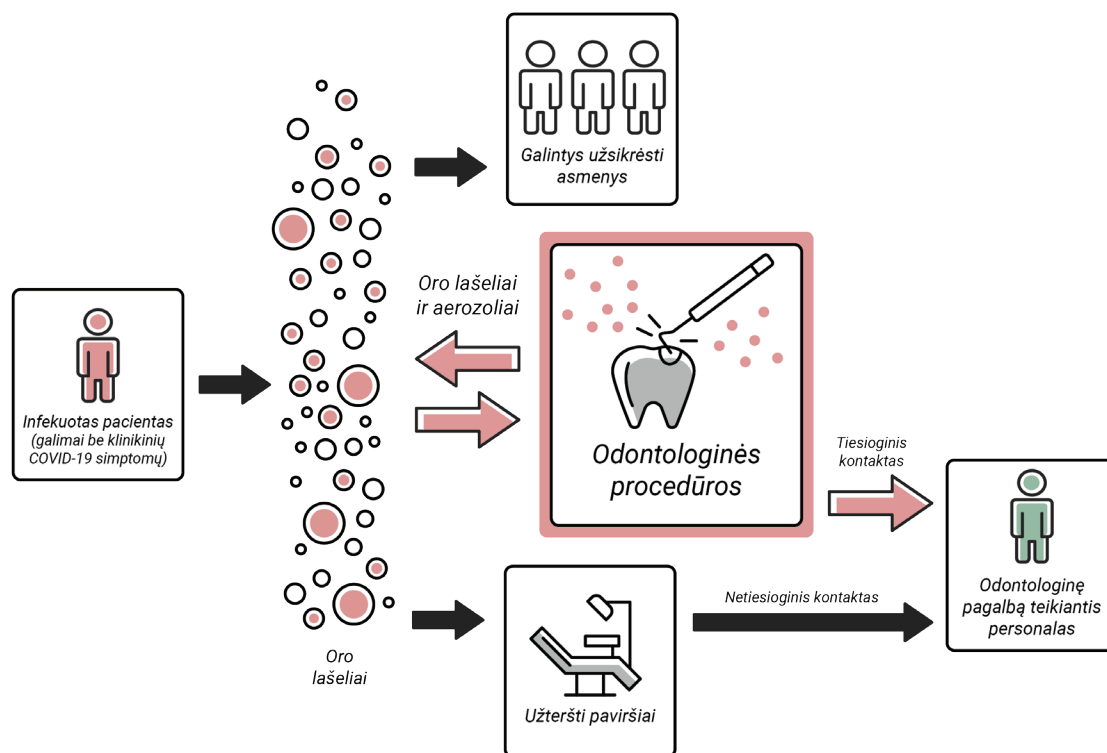 Galintys užsikrėsti
asmenys
Oro lašeliai
ir aerozoliai
Infekuotas pacientas
(galimai be klinikinių
COVID-19 simptomų)
Odontologinės
procedūros
Tiesioginis
kontaktas
Odontologinę
pagalbą teikiantis
personalas
Netiesioginis kontaktas
Oro
lašeliai
Užteršti paviršiai